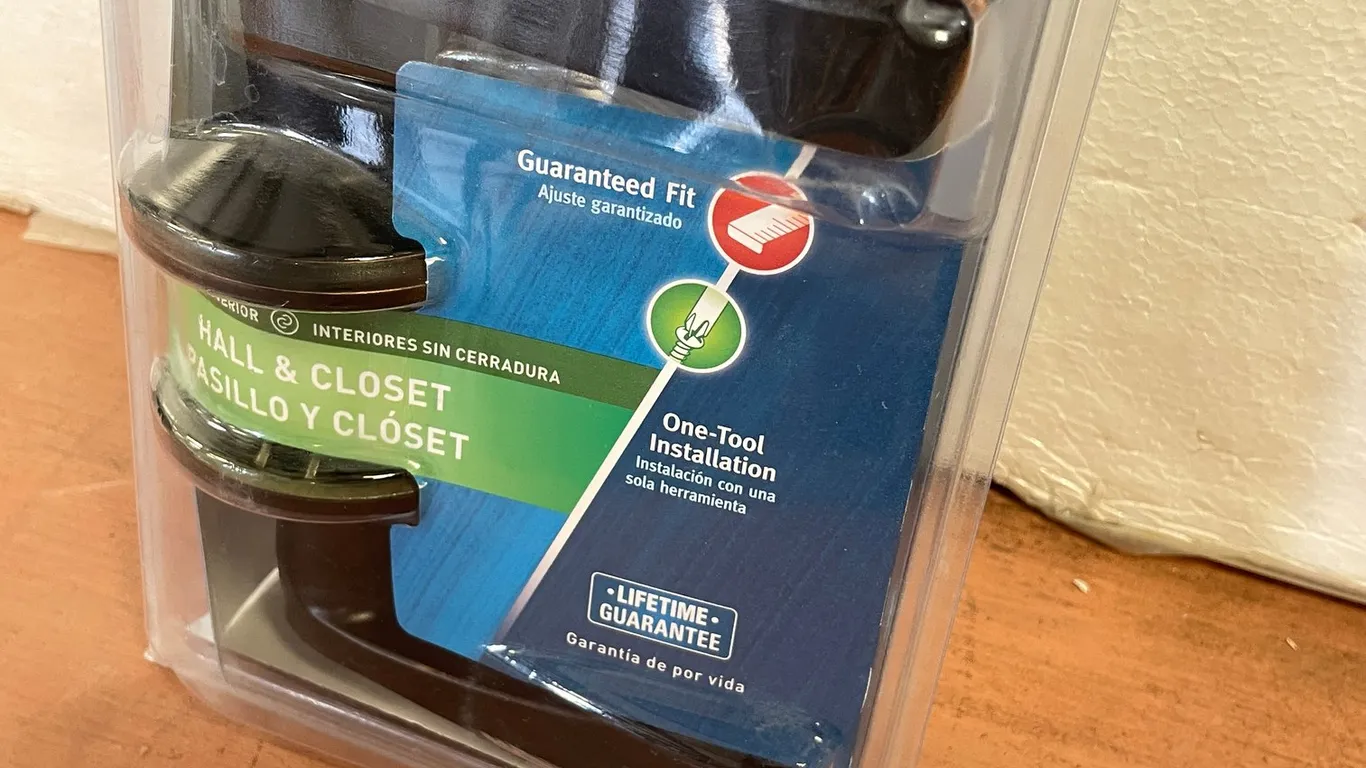 Guaranteed Fit
Ajuste garantizado
INTERIORES SIN CERRADURA
HALL & CLOSET
PASILLO Y CLÓSET
One-Tool
Installation
Instalación con una
sola herramienta
•LIFETIME•
GUARANTEE
Garantía de por vida